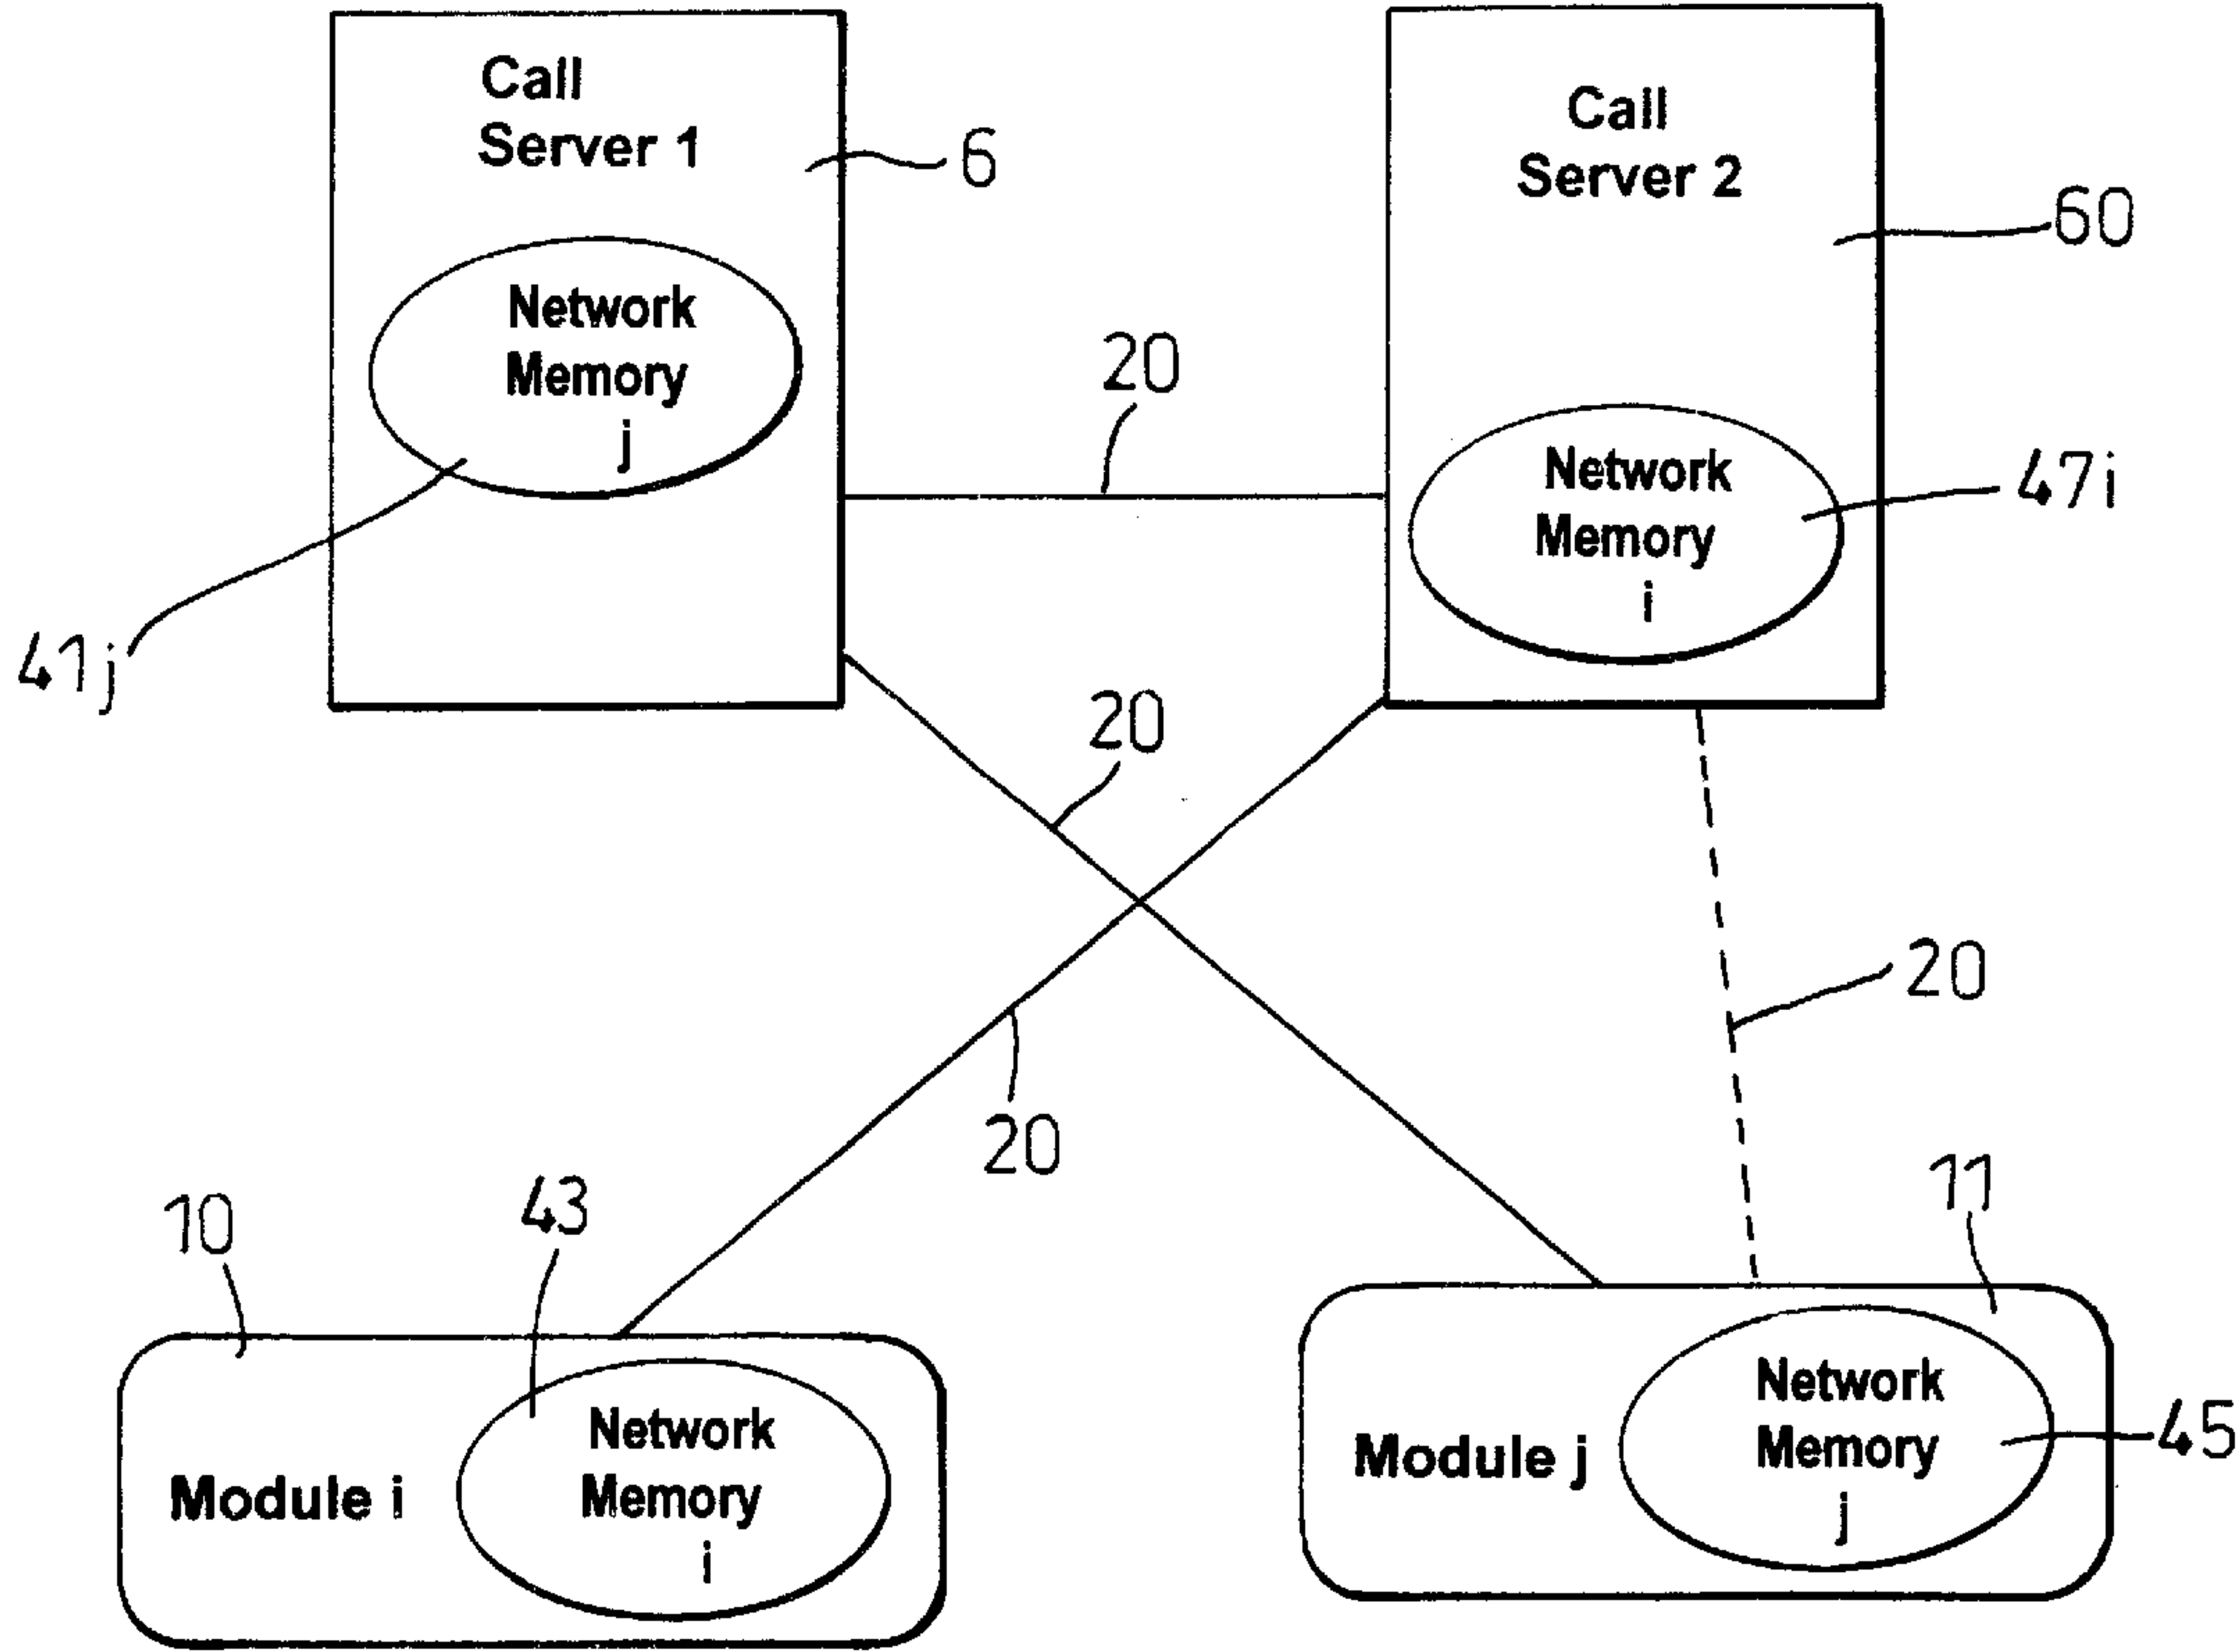 Call
Server 1
6
Network
Memory
j
41j
Call
Server 2
60
Network
Memory
i
47i
20
20
20
20
10
43
Module i
Network
Memory
i
11
Module j
Network
Memory
j
45